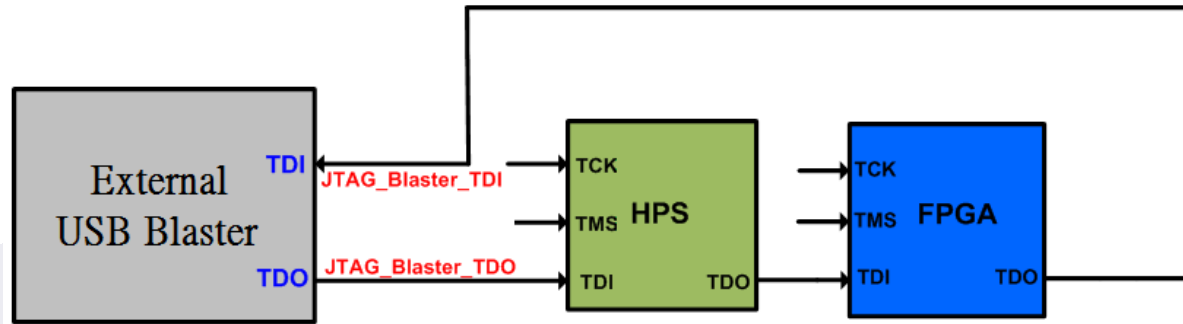 External
USB Blaster
TDI
TDO
JTAG_Blaster_TDI
JTAG_Blaster_TDO
TCK
TMS
HPS
TDI
TDO
TCK
TMS
FPGA
TDI
TDO